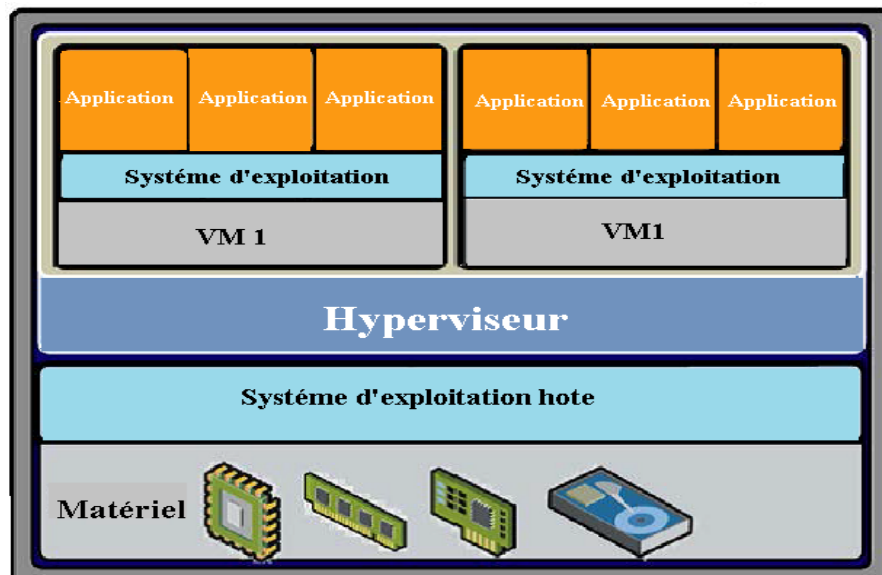 Application Application Application
Application Application Application
Systéme d'exploitation
Systéme d'exploitation
VM 1
VM1
Hyperviseur
Systéme d'exploitation hote
Matériel